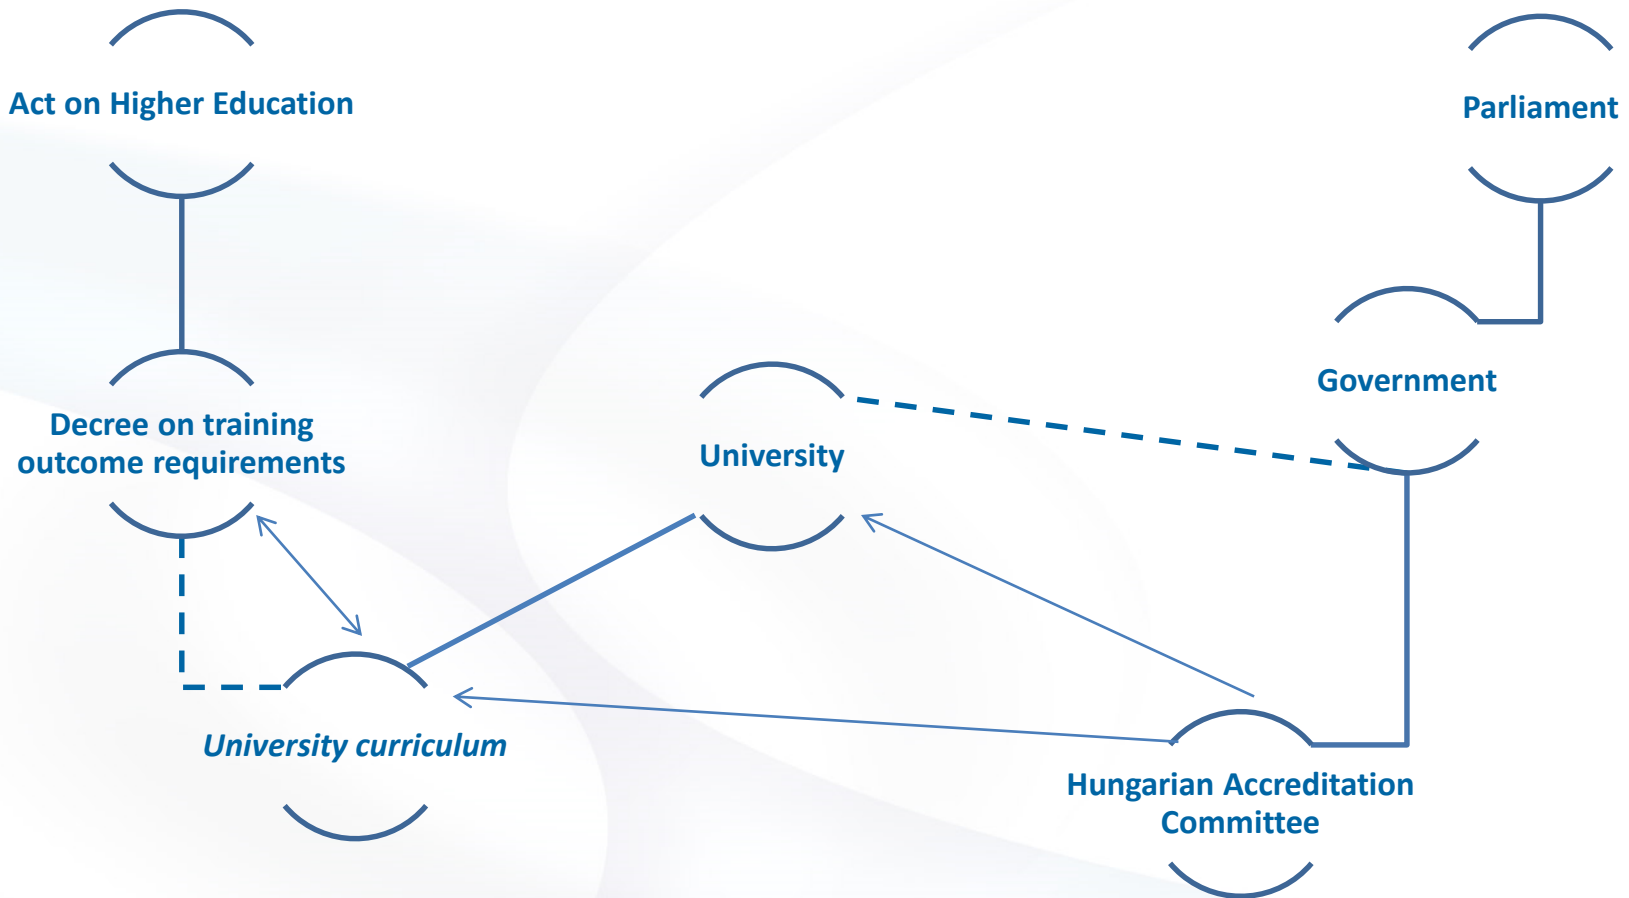 Act on Higher Education
Parliament
Government
Decree on training
outcome requirements
University
University curriculum
Hungarian Accreditation
Committee